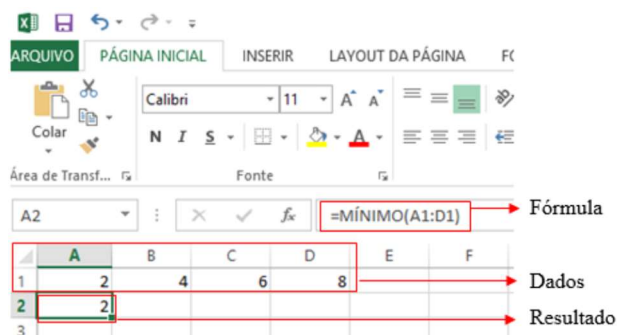 ARQUIVO PÁGINA INICIAL INSERIR LAYOUT DA PÁGINA
Colar
Calibri 11 A A
N I S A
Área de Transf... Fonte
A2 fx =MÍNIMO(A1:D1) Fórmula
A B C D E F
1 2 4 6 8 Dados
2 2 Resultado
3